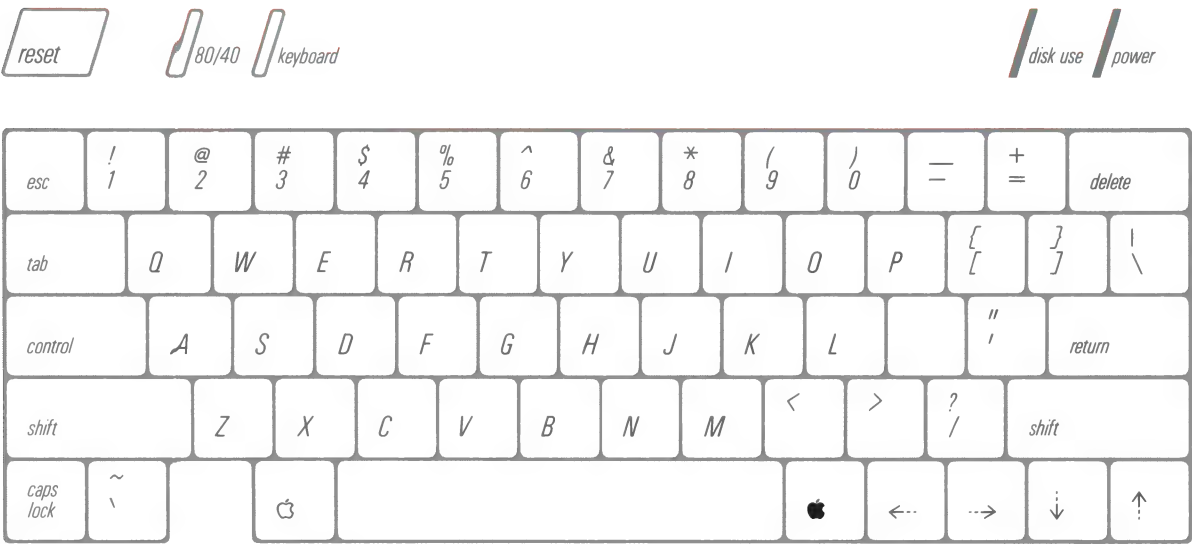 reset 80/40 keyboard disk use power
! @ # $ % ^ & * ( ) — +
esc 1 2 3 4 5 6 7 8 9 0 – = delete
{ } |
tab Q W E R T Y U I O P [ ] \
"
control A S D F G H J K L ' return
< > ?
shift Z X C V B N M / shift
caps ~
lock ` ←-- --→ ↓ ↑